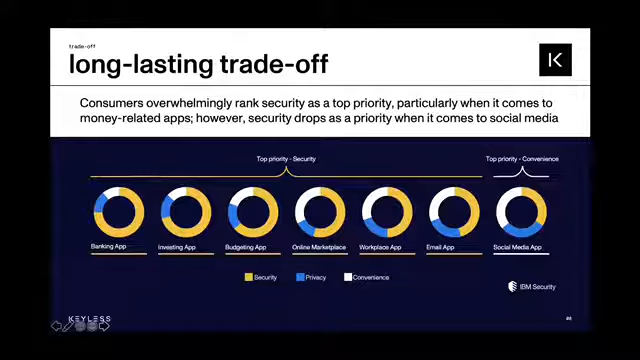 trade-off
long-lasting trade-off
Consumers overwhelmingly rank security as a top priority, particularly when it comes to
money-related apps; however, security drops as a priority when it comes to social media
Top priority - Security
Top priority - Convenience
Banking App
Investing App
Budgeting App
Online Marketplace
Workplace App
Email App
Social Media App
Security
Privacy
Convenience
IBM Security
KEYLESS